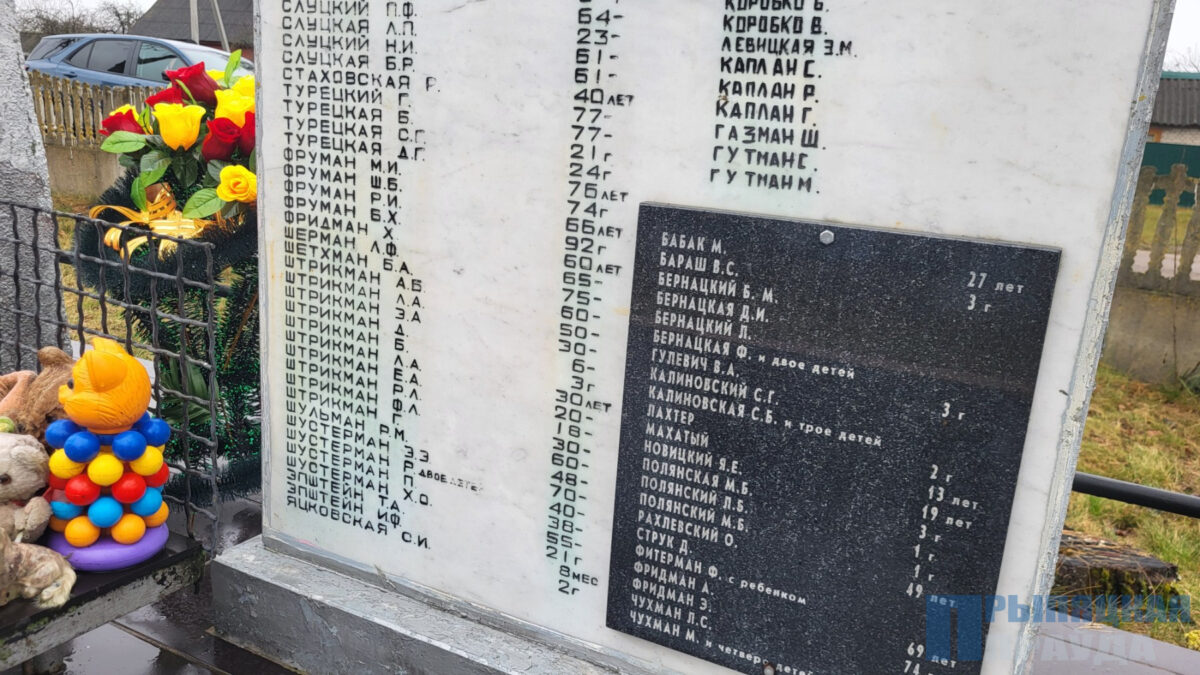 СЛУЦКИЙ П.Ф.
СЛУЦКИЙ Л.П.
СЛУЦКИЙ Н.И.
СЛУЦКАЯ Б.Р.
СТАХОВСКАЯ Р.
ТУРЕЦКИЙ Г.
ТУРЕЦКАЯ Б.
ТУРЕЦКАЯ С.Г.
ТУРЕЦКАЯ Д.Г.
ФРУМАН М.И.
ФРУМАН Ш.Б.
ФРУМАН Р.И.
ФРУМАН Б.Х.
ФРИДМАН Х.
ШЕРМАН Л.Ф.
ШЕТХМАН Б.А.
ШТРИКМАН А.Б.
ШТРИКМАН Л.А.
ШТРИКМАН Э.А.
ШТРИКМАН Д.
ШТРИКМАН Б.
ШТРИКМАН Л.А.
ШТРИКМАН Е.А.
ШТРИКМАН Р.Л.
ШТРИКМАН Ф.Л.
ШУЛЬМАН Г.
ШУСТЕРМАН Р.М.
ШУСТЕРМАН Э.Э.
ШУСТЕРМАН Р. ДВОЕ ДЕТЕЙ
ЭПШТЕЙН П.
ЭПШТЕЙН Х.О.
ЯЦКОВСКАЯ С.И.
64-
23-
61-
61-
40 ЛЕТ
77-
77-
21 Г
24 Г
76 ЛЕТ
74 Г
66 ЛЕТ
92 Г
60 ЛЕТ
65-
75-
60-
50-
30-
6-
3 Г
30 ЛЕТ
20-
18-
30-
60-
48-
70-
40-
38-
55-
21 Г
8 МЕС
2 Г
КОРОБКО Б.
КОРОБКО В.
ЛЕВИЦКАЯ Э.М.
КАПЛАН С.
КАПЛАН Р.
КАПЛАН Г.
ГАЗМАН Ш.
ГУТМАН С.
ГУТМАН М.
БАБАК М. 27 лет
БАРАШ В.С. 3 г
БЕРНАЦКИЙ Б. М.
БЕРНАЦКАЯ Д.И.
БЕРНАЦКИЙ Л.
БЕРНАЦКАЯ Ф. и двое детей
ГУЛЕВИЧ В.А. 3 г
КАЛИНОВСКИЙ С.Г.
КАЛИНОВСКАЯ С.Б. и трое детей
ЛАХТЕР 2 г
МАХАТЫЙ 13 лет
НОВИЦКИЙ Я.Е. 19 лет
ПОЛЯНСКАЯ М.Б. 3 г
ПОЛЯНСКИЙ Л.Б. 1 г
ПОЛЯНСКИЙ М.Б. 1 г
РАХЛЕВСКИЙ О. 49 лет
СТРУК Д.
ФИТЕРМАН Ф. с ребенком
ФРИДМАН А. 69 лет
ФРИДМАН Э. 74
ЧУХМАН Л.С.
ЧУХМАН М. и четверо детей